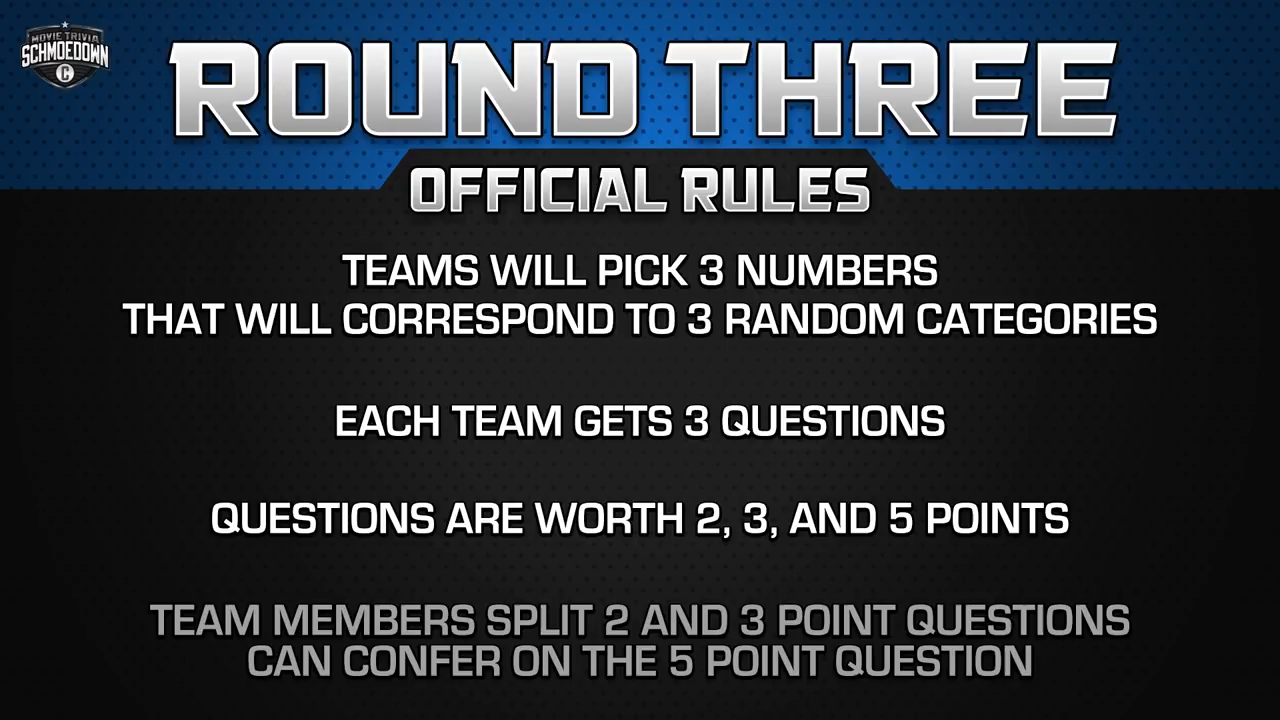 MOVIE TRIVIA
SCHMOEDOWN
C
ROUND THREE
OFFICIAL RULES
TEAMS WILL PICK 3 NUMBERS
THAT WILL CORRESPOND TO 3 RANDOM CATEGORIES
EACH TEAM GETS 3 QUESTIONS
QUESTIONS ARE WORTH 2, 3, AND 5 POINTS
TEAM MEMBERS SPLIT 2 AND 3 POINT QUESTIONS
CAN CONFER ON THE 5 POINT QUESTION